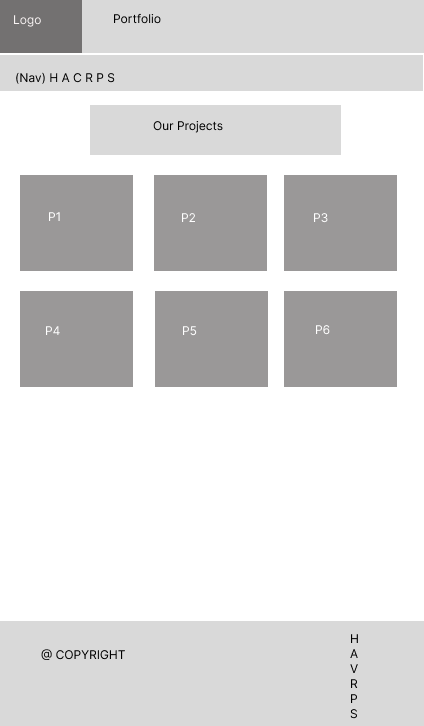 Logo
Portfolio
(Nav) H A C R P S
Our Projects
P1
P2
P3
P4
P5
P6
@ COPYRIGHT
H
A
V
R
P
S